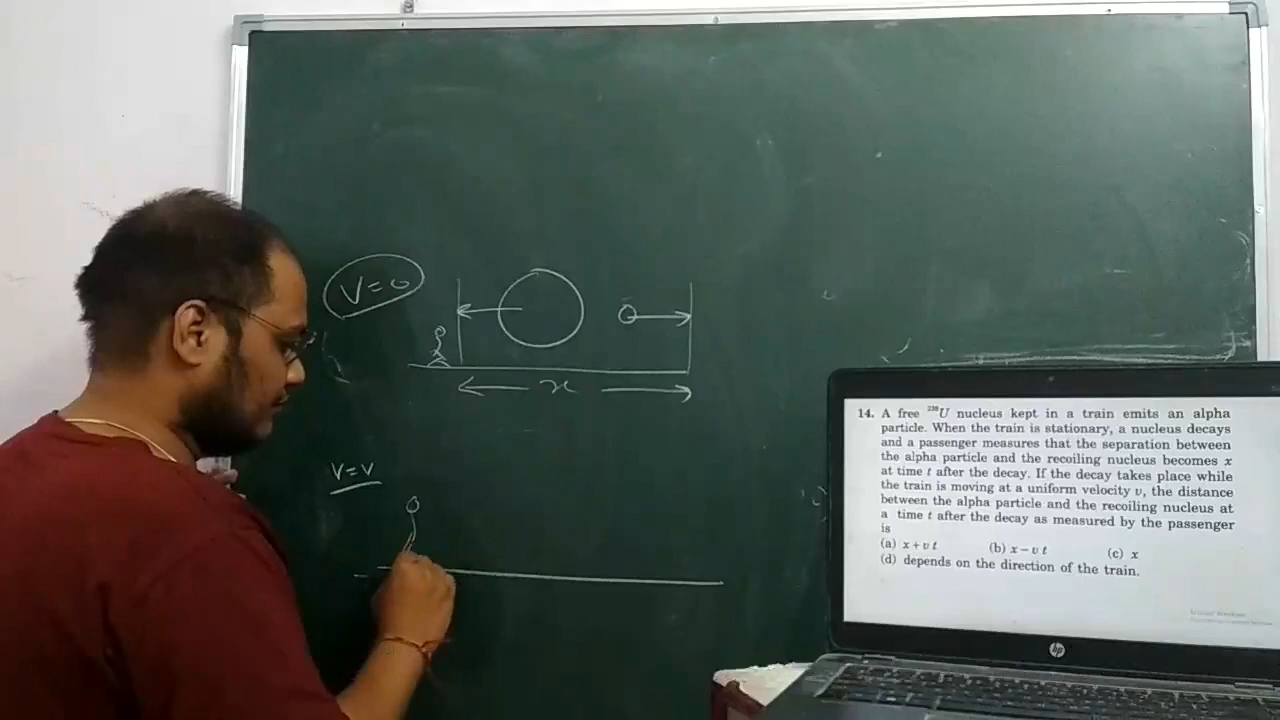 V=0
x
V=v
14. A free ²³⁸U nucleus kept in a train emits an alpha
particle. When the train is stationary, a nucleus decays
and a passenger measures that the separation between
the alpha particle and the recoiling nucleus becomes x
at time t after the decay. If the decay takes place while
the train is moving at a uniform velocity v, the distance
between the alpha particle and the recoiling nucleus at
a time t after the decay as measured by the passenger
is
(a) x + v t (b) x − v t (c) x
(d) depends on the direction of the train.
hp